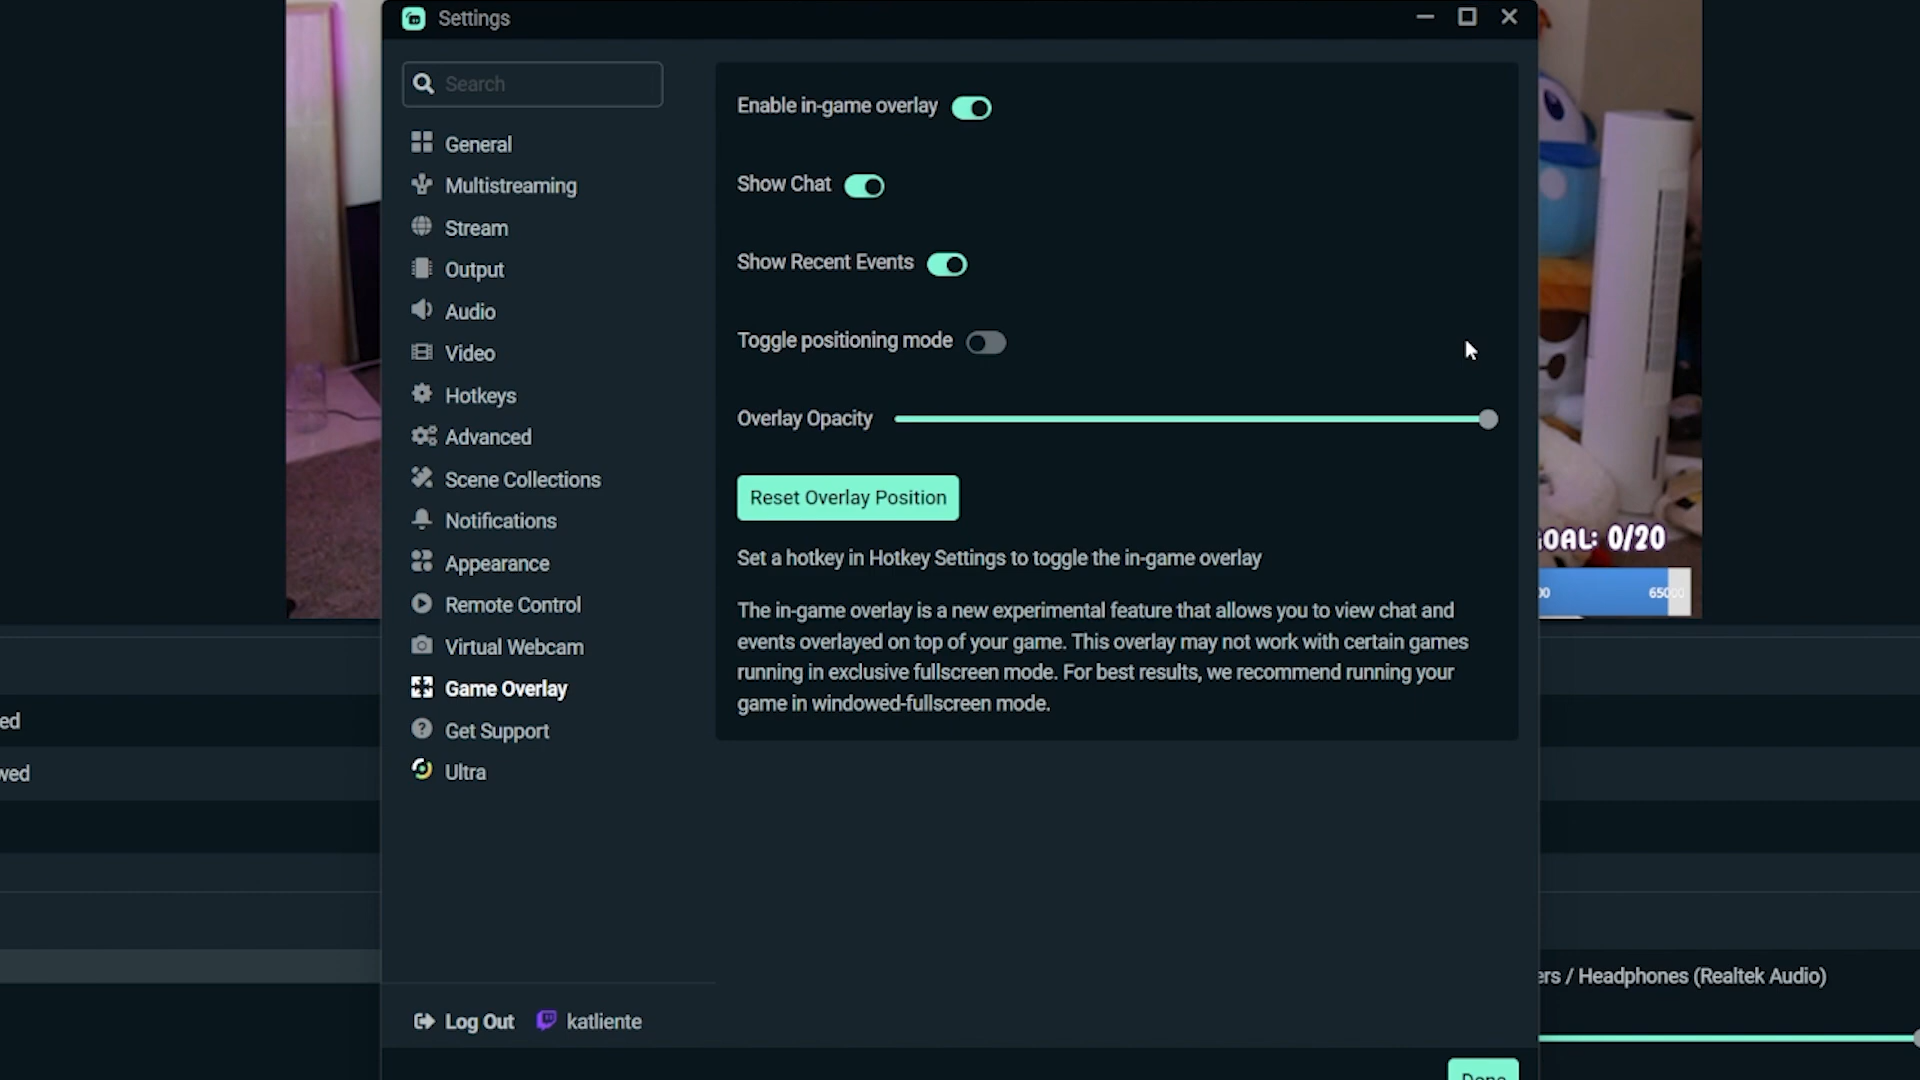 Settings
Search
General
Multistreaming
Stream
Output
Audio
Video
Hotkeys
Advanced
Scene Collections
Notifications
Appearance
Remote Control
Virtual Webcam
Game Overlay
Get Support
Ultra
Log Out
katliente
Enable in-game overlay
Show Chat
Show Recent Events
Toggle positioning mode
Overlay Opacity
Reset Overlay Position
Set a hotkey in Hotkey Settings to toggle the in-game overlay
The in-game overlay is a new experimental feature that allows you to view chat and
events overlayed on top of your game. This overlay may not work with certain games
running in exclusive fullscreen mode. For best results, we recommend running your
game in windowed-fullscreen mode.
Done
ed
wed
GOAL: 0/20
ers / Headphones (Realtek Audio)